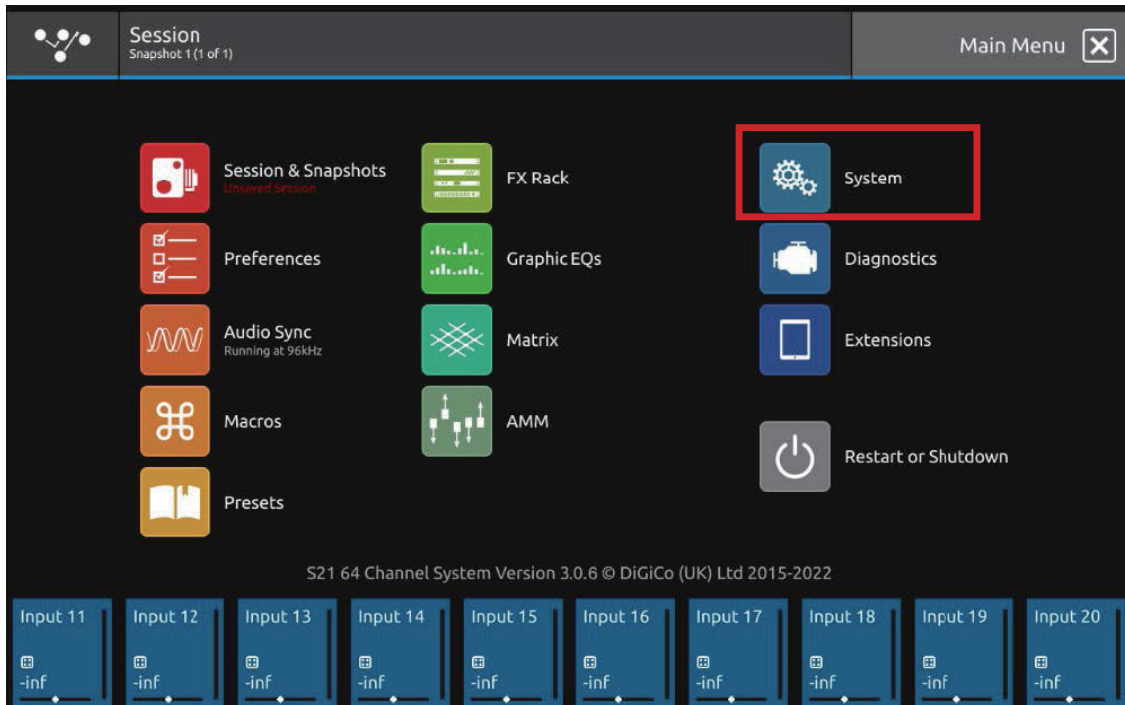 Session
Snapshot 1 (1 of 1)
Main Menu
Session & Snapshots
Unsaved Session
FX Rack
System
Preferences
Graphic EQs
Diagnostics
Audio Sync
Running at 96kHz
Matrix
Extensions
Macros
AMM
Restart or Shutdown
Presets
S21 64 Channel System Version 3.0.6 © DiGiCo (UK) Ltd 2015-2022
Input 11 Input 12 Input 13 Input 14 Input 15 Input 16 Input 17 Input 18 Input 19 Input 20
-inf -inf -inf -inf -inf -inf -inf -inf -inf -inf